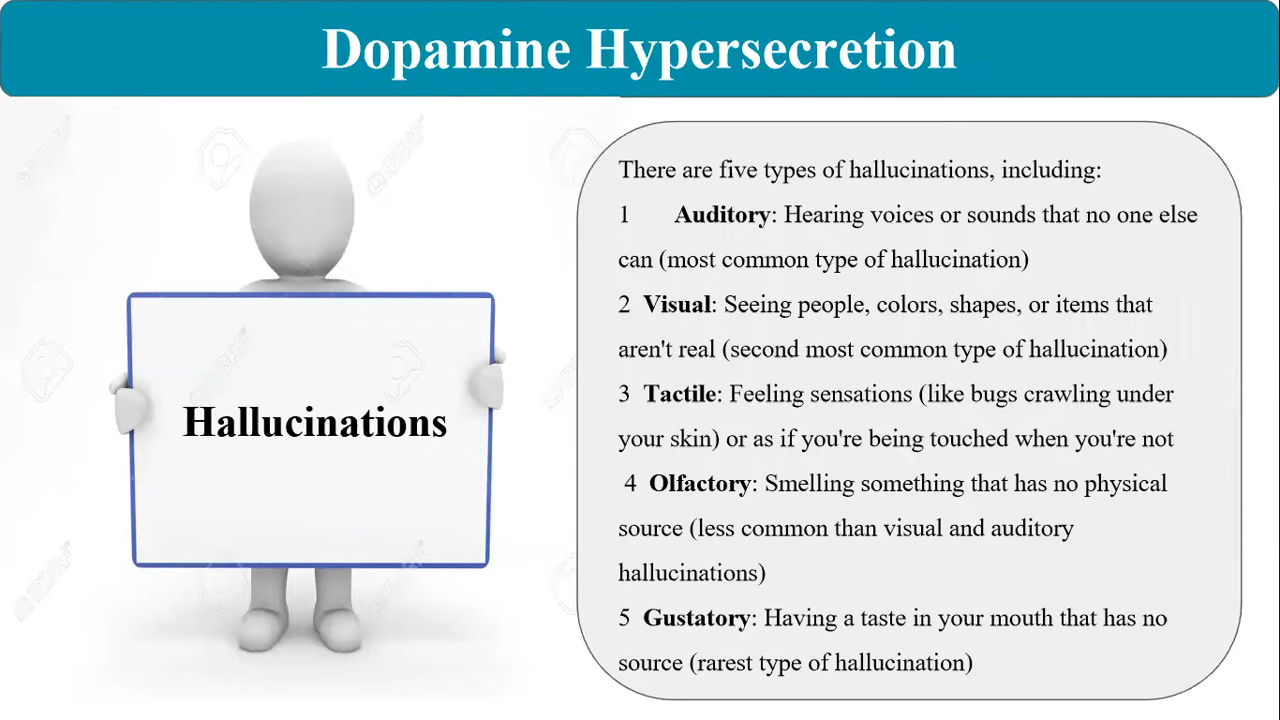 Dopamine Hypersecretion
Hallucinations
There are five types of hallucinations, including:
1 Auditory: Hearing voices or sounds that no one else
can (most common type of hallucination)
2 Visual: Seeing people, colors, shapes, or items that
aren't real (second most common type of hallucination)
3 Tactile: Feeling sensations (like bugs crawling under
your skin) or as if you're being touched when you're not
4 Olfactory: Smelling something that has no physical
source (less common than visual and auditory
hallucinations)
5 Gustatory: Having a taste in your mouth that has no
source (rarest type of hallucination)